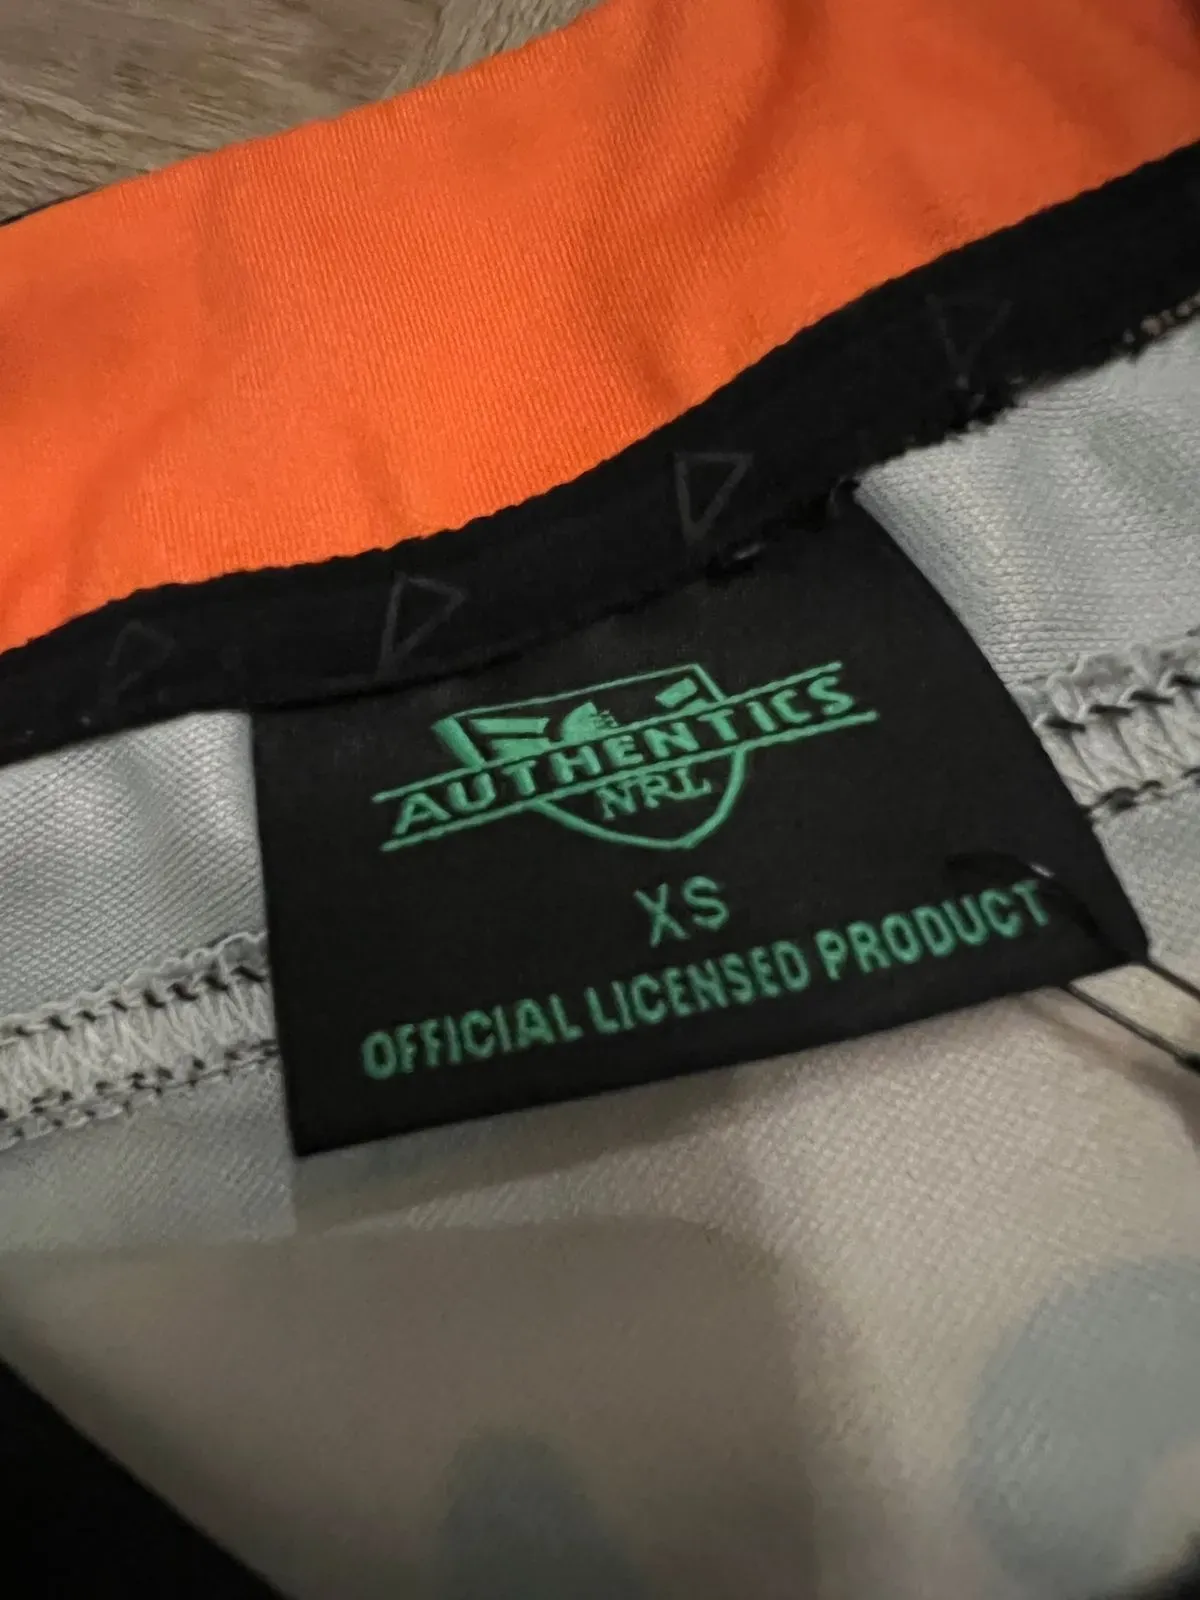 AUTHENTICS
NRL
XS
OFFICIAL LICENSED PRODUCT